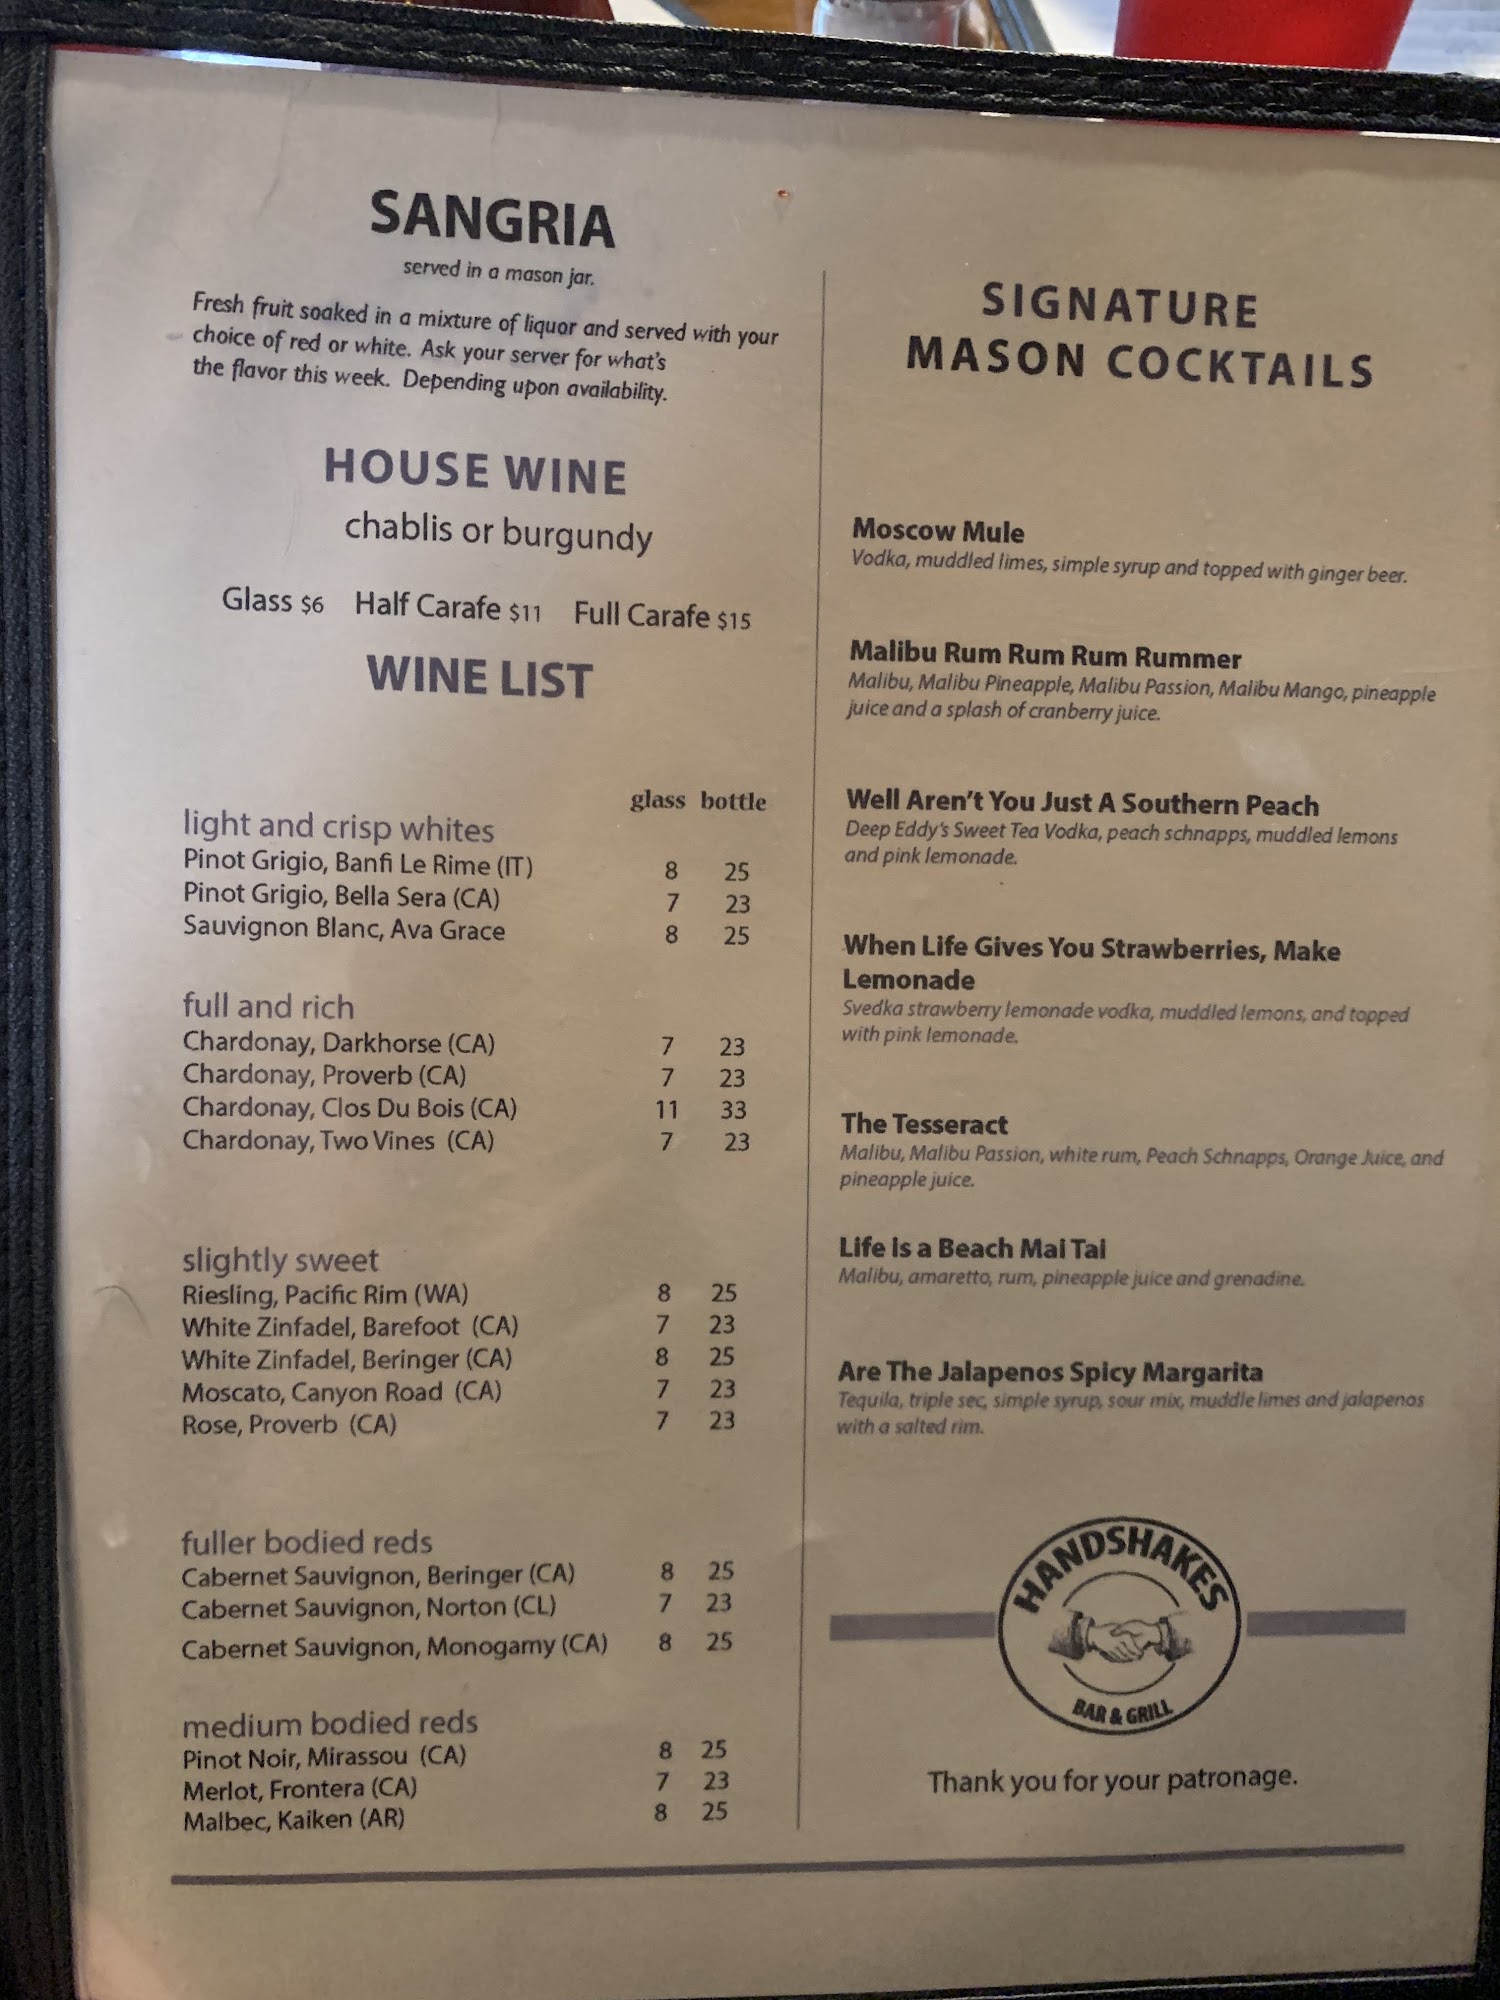 SANGRIA
served in a mason jar.
Fresh fruit soaked in a mixture of liquor and served with your
choice of red or white. Ask your server for what's
the flavor this week. Depending upon availability.
HOUSE WINE
chablis or burgundy
Glass $6 Half Carafe $11 Full Carafe $15
WINE LIST
glass bottle
light and crisp whites
Pinot Grigio, Banfi Le Rime (IT) 8 25
Pinot Grigio, Bella Sera (CA) 7 23
Sauvignon Blanc, Ava Grace 8 25
full and rich
Chardonay, Darkhorse (CA) 7 23
Chardonay, Proverb (CA) 7 23
Chardonay, Clos Du Bois (CA) 11 33
Chardonay, Two Vines (CA) 7 23
slightly sweet
Riesling, Pacific Rim (WA) 8 25
White Zinfadel, Barefoot (CA) 7 23
White Zinfadel, Beringer (CA) 8 25
Moscato, Canyon Road (CA) 7 23
Rose, Proverb (CA) 7 23
fuller bodied reds
Cabernet Sauvignon, Beringer (CA) 8 25
Cabernet Sauvignon, Norton (CL) 7 23
Cabernet Sauvignon, Monogamy (CA) 8 25
medium bodied reds
Pinot Noir, Mirassou (CA) 8 25
Merlot, Frontera (CA) 7 23
Malbec, Kaiken (AR) 8 25
SIGNATURE
MASON COCKTAILS
Moscow Mule
Vodka, muddled limes, simple syrup and topped with ginger beer.
Malibu Rum Rum Rum Rummer
Malibu, Malibu Pineapple, Malibu Passion, Malibu Mango, pineapple
juice and a splash of cranberry juice.
Well Aren't You Just A Southern Peach
Deep Eddy's Sweet Tea Vodka, peach schnapps, muddled lemons
and pink lemonade.
When Life Gives You Strawberries, Make
Lemonade
Svedka strawberry lemonade vodka, muddled lemons, and topped
with pink lemonade.
The Tesseract
Malibu, Malibu Passion, white rum, Peach Schnapps, Orange Juice, and
pineapple juice.
Life is a Beach Mai Tai
Malibu, amaretto, rum, pineapple juice and grenadine.
Are The Jalapenos Spicy Margarita
Tequila, triple sec, simple syrup, sour mix, muddle limes and jalapenos
with a salted rim.
HANDSHAKES
BAR & GRILL
Thank you for your patronage.